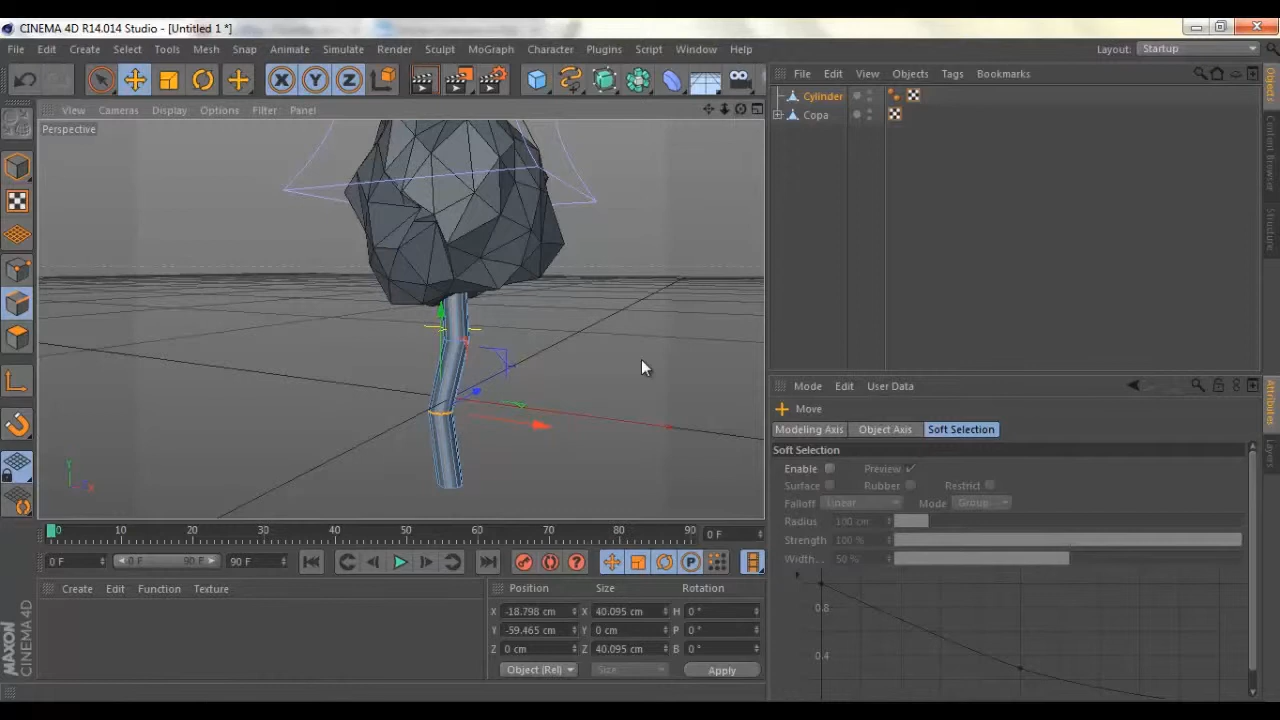 CINEMA 4D R14.014 Studio - [Untitled 1 *]
File Edit Create Select Tools Mesh Snap Animate Simulate Render Sculpt MoGraph Character Plugins Script Window Help Layout: Startup
X Y Z
File Edit View Objects Tags Bookmarks
View Cameras Display Options Filter Panel
Perspective
Cylinder
Copa
Objects
Content Browser
Structure
Y
X
Mode Edit User Data
Move
Modeling Axis Object Axis Soft Selection
Soft Selection
Enable Preview
Surface Rubber Restrict
Falloff Linear Mode Group
Radius 100 cm
Strength 100 %
Width.. 50 %
0.8
0.4
Attributes
Layers
0 10 20 30 40 50 60 70 80 90 0 F
0 F 0 F 90 F 90 F
P
Create Edit Function Texture
Position Size Rotation
X -18.798 cm X 40.095 cm H 0 °
Y -59.465 cm Y 0 cm P 0 °
Z 0 cm Z 40.095 cm B 0 °
Object (Rel) Size Apply
MAXON
CINEMA 4D